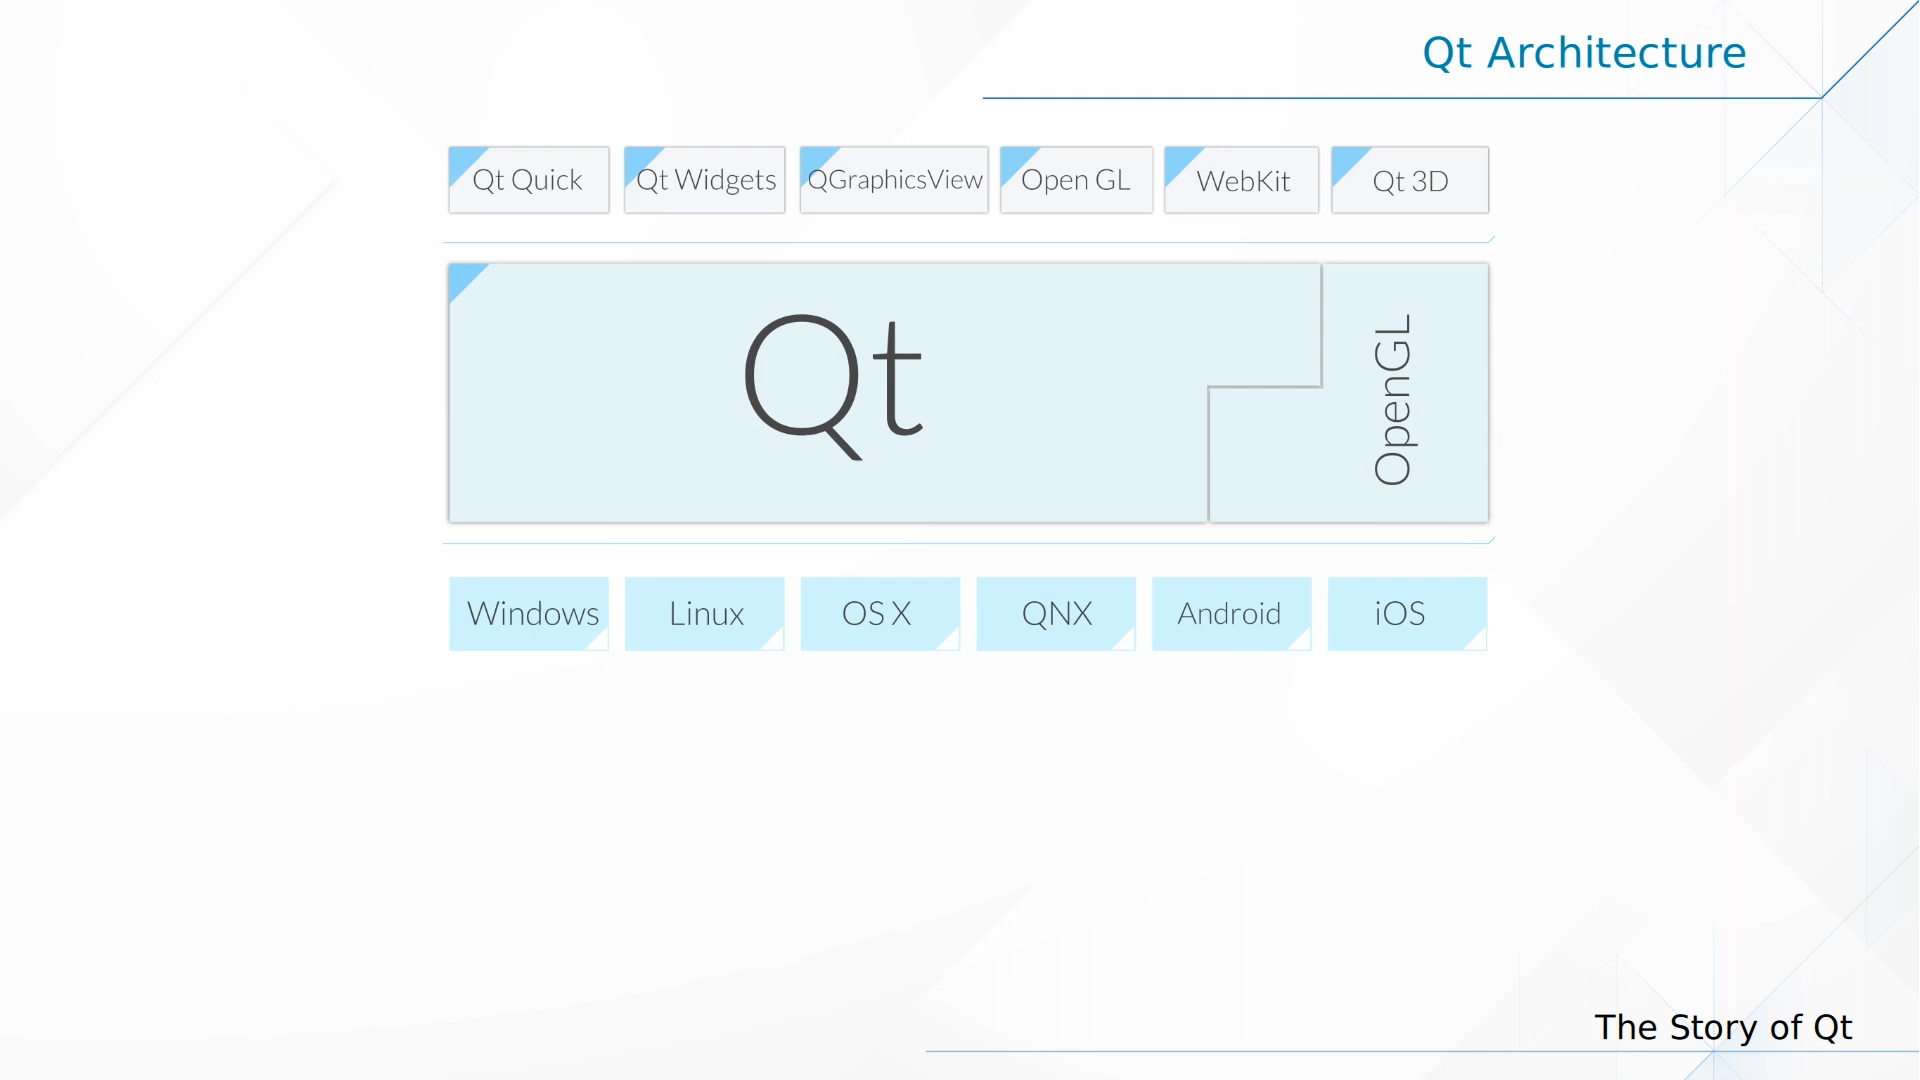 Qt Architecture
Qt Quick
Qt Widgets
QGraphicsView
Open GL
WebKit
Qt 3D
Qt
OpenGL
Windows
Linux
OS X
QNX
Android
iOS
The Story of Qt